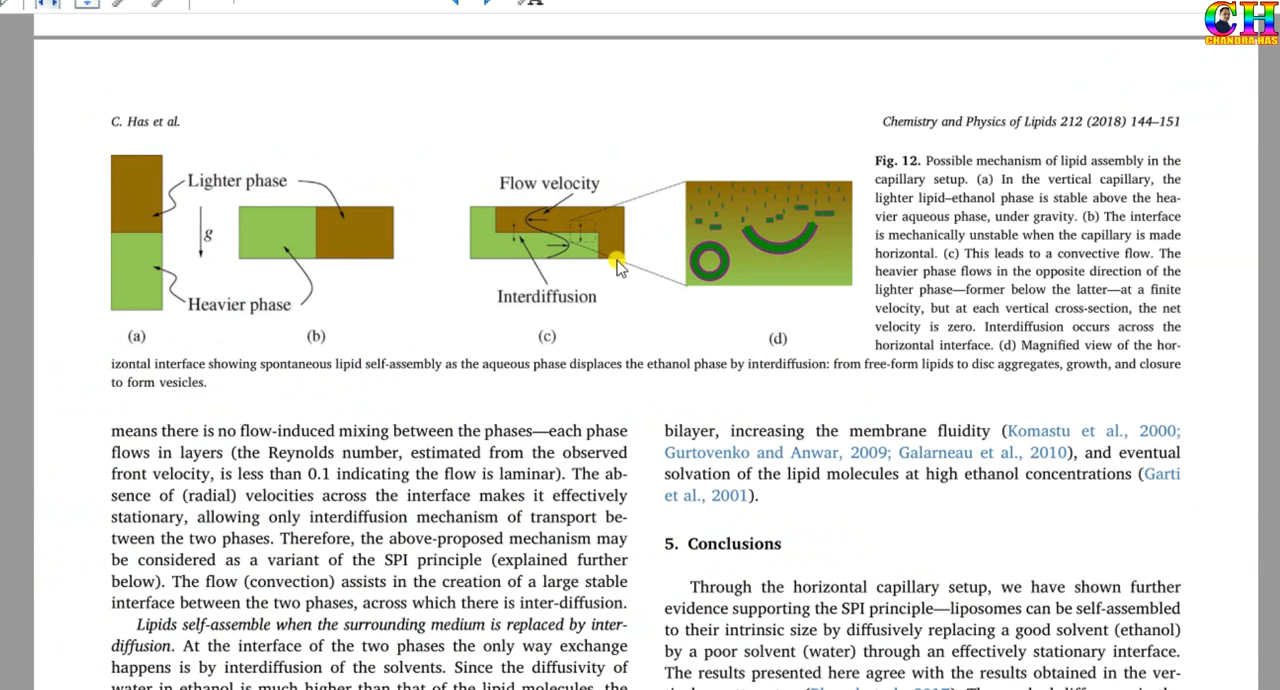 CH
CHANDRA HAS
C. Has et al.
Chemistry and Physics of Lipids 212 (2018) 144–151
Lighter phase
g
Heavier phase
(a)
(b)
Flow velocity
Interdiffusion
(c)
(d)
Fig. 12. Possible mechanism of lipid assembly in the
capillary setup. (a) In the vertical capillary, the
lighter lipid–ethanol phase is stable above the hea-
vier aqueous phase, under gravity. (b) The interface
is mechanically unstable when the capillary is made
horizontal. (c) This leads to a convective flow. The
heavier phase flows in the opposite direction of the
lighter phase—former below the latter—at a finite
velocity, but at each vertical cross-section, the net
velocity is zero. Interdiffusion occurs across the
horizontal interface. (d) Magnified view of the hor-
izontal interface showing spontaneous lipid self-assembly as the aqueous phase displaces the ethanol phase by interdiffusion: from free-form lipids to disc aggregates, growth, and closure
to form vesicles.
means there is no flow-induced mixing between the phases—each phase
flows in layers (the Reynolds number, estimated from the observed
front velocity, is less than 0.1 indicating the flow is laminar). The ab-
sence of (radial) velocities across the interface makes it effectively
stationary, allowing only interdiffusion mechanism of transport be-
tween the two phases. Therefore, the above-proposed mechanism may
be considered as a variant of the SPI principle (explained further
below). The flow (convection) assists in the creation of a large stable
interface between the two phases, across which there is inter-diffusion.
Lipids self-assemble when the surrounding medium is replaced by inter-
diffusion. At the interface of the two phases the only way exchange
happens is by interdiffusion of the solvents. Since the diffusivity of
water in ethanol is much higher than that of the lipid molecules, the
bilayer, increasing the membrane fluidity (Komastu et al., 2000;
Gurtovenko and Anwar, 2009; Galarneau et al., 2010), and eventual
solvation of the lipid molecules at high ethanol concentrations (Garti
et al., 2001).
5. Conclusions
Through the horizontal capillary setup, we have shown further
evidence supporting the SPI principle—liposomes can be self-assembled
to their intrinsic size by diffusively replacing a good solvent (ethanol)
by a poor solvent (water) through an effectively stationary interface.
The results presented here agree with the results obtained in the ver-